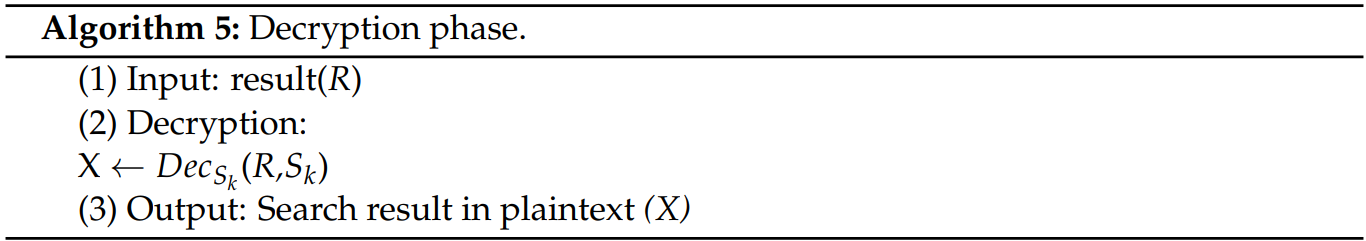 Algorithm 5: Decryption phase.
(1) Input: result(R)
(2) Decryption:
X ← Dec_{S_k}(R,S_k)
(3) Output: Search result in plaintext (X)